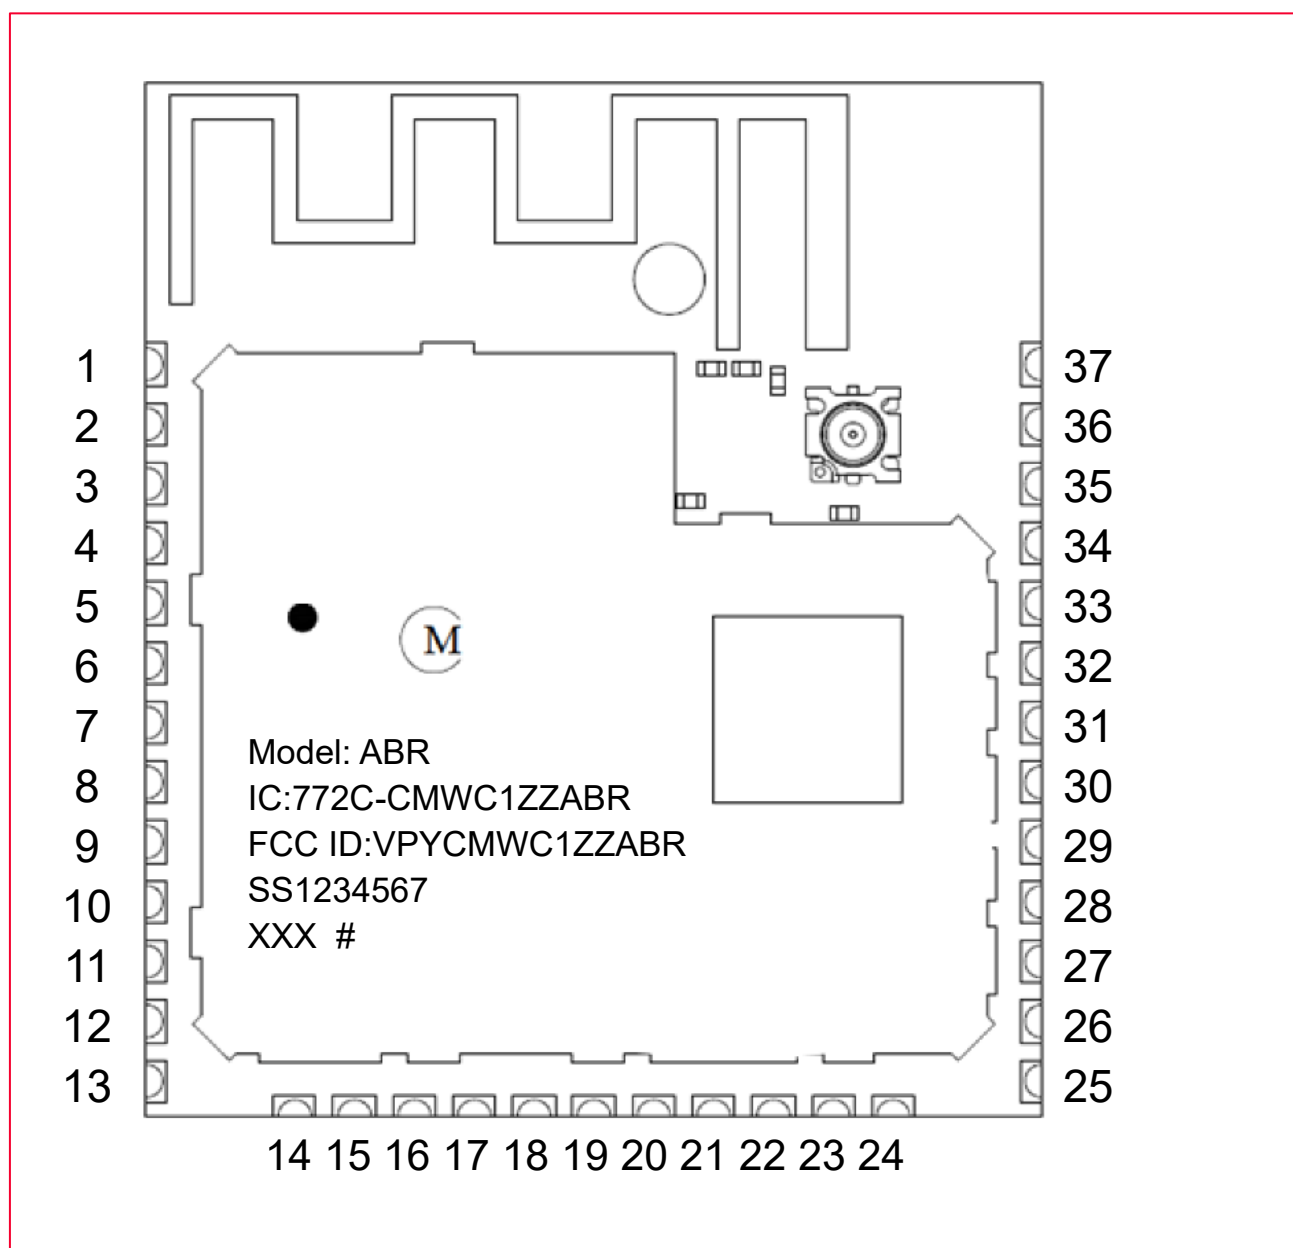 1 37
2 36
3 35
4 34
5 33
6 M 32
7 31
Model: ABR
8 30
IC:772C-CMWC1ZZABR
9 29
FCC ID:VPYCMWC1ZZABR
10 28
SS1234567
XXX #
11 27
12 26
13 25
14 15 16 17 18 19 20 21 22 23 24